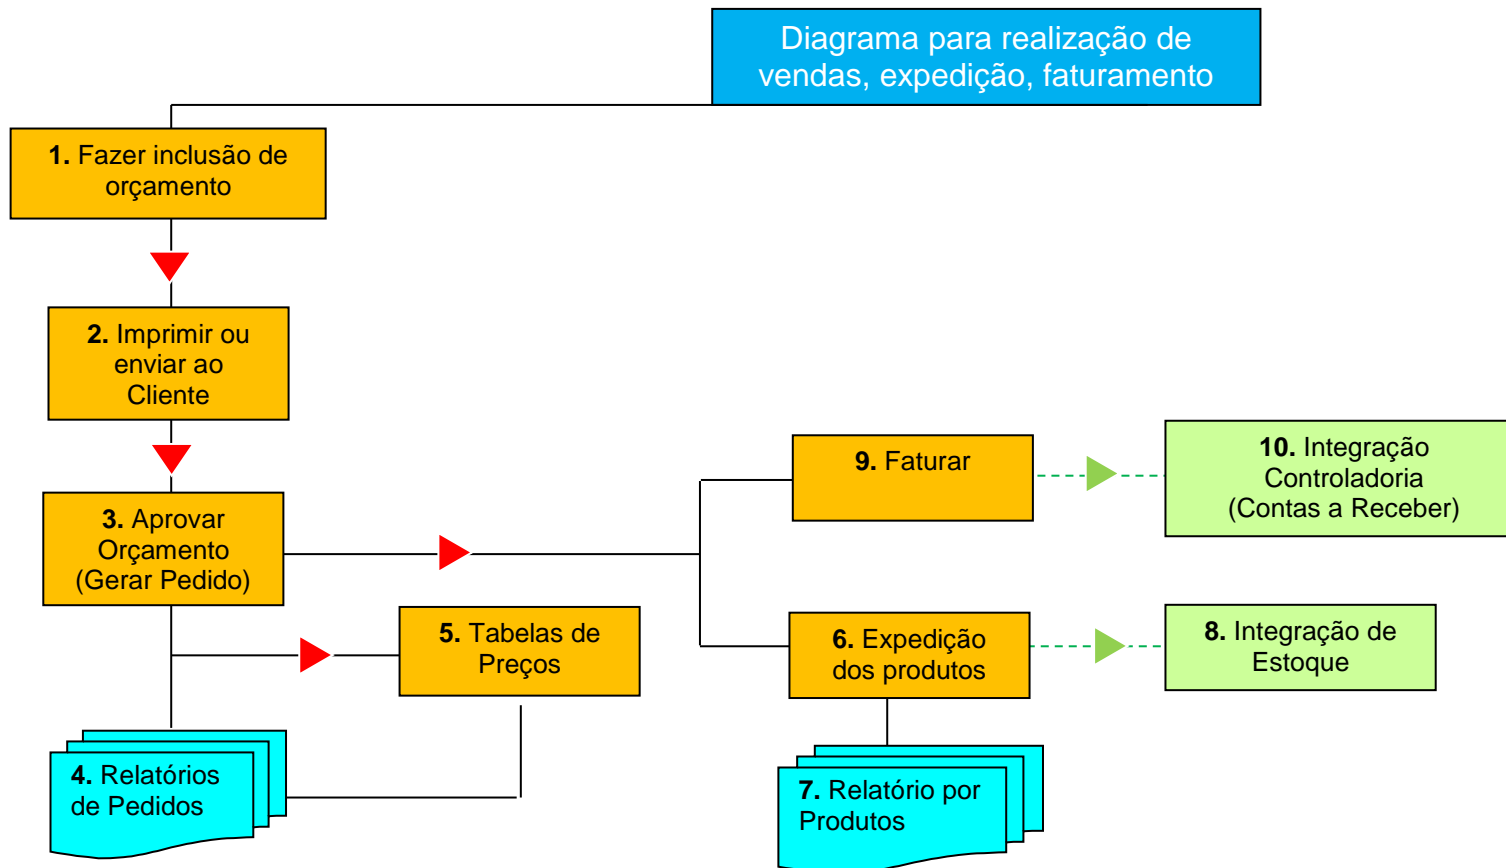 Diagrama para realização de
vendas, expedição, faturamento
1. Fazer inclusão de
orçamento
2. Imprimir ou
enviar ao
Cliente
3. Aprovar
Orçamento
(Gerar Pedido)
9. Faturar
10. Integração
Controladoria
(Contas a Receber)
5. Tabelas de
Preços
6. Expedição
dos produtos
8. Integração de
Estoque
4. Relatórios
de Pedidos
7. Relatório por
Produtos